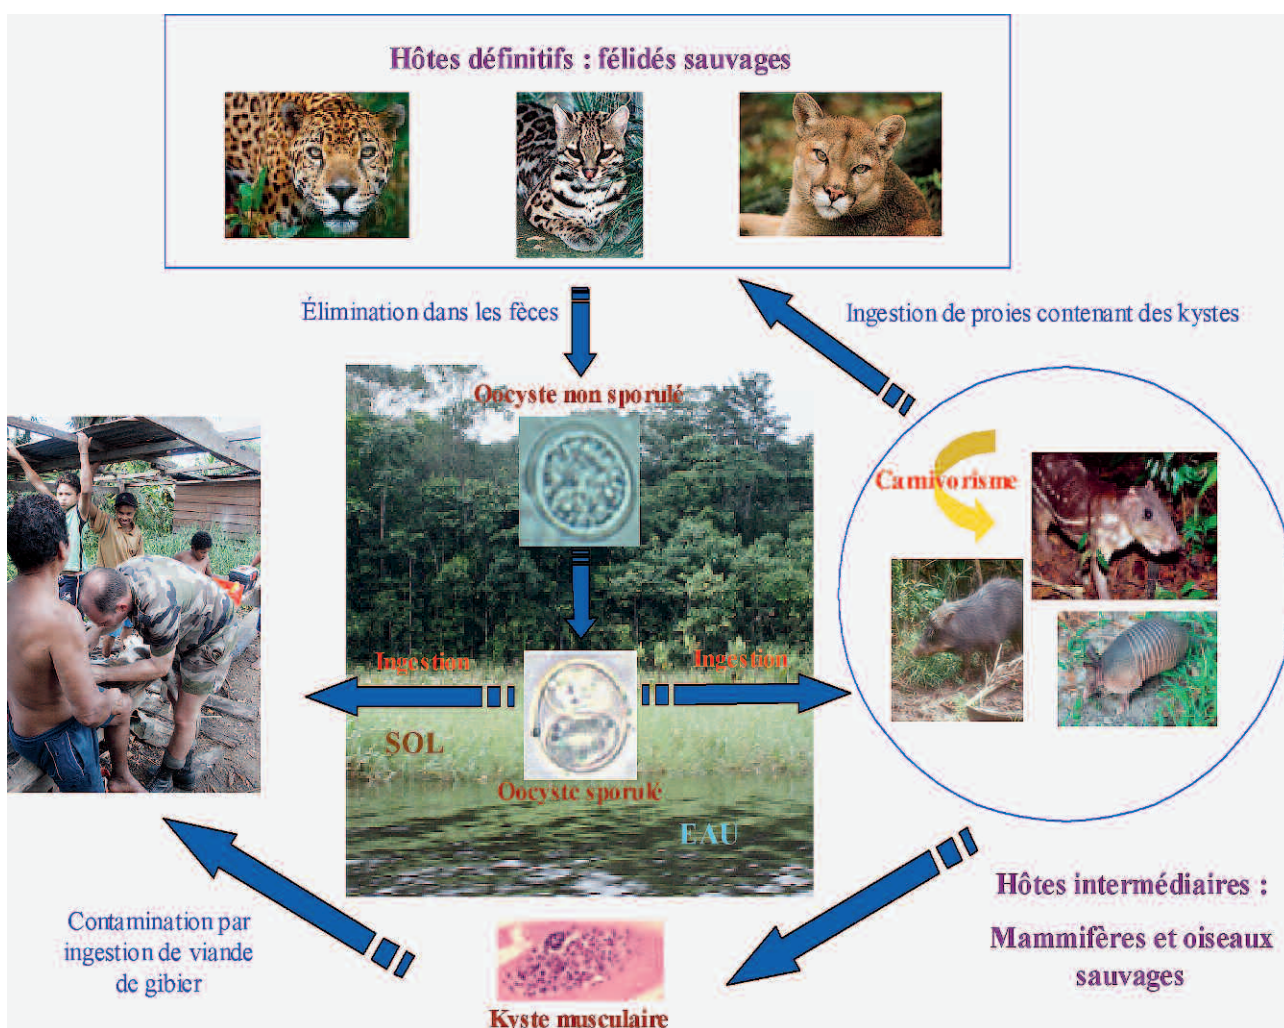 Hôtes définitifs : félidés sauvages
Élimination dans les fèces
Ingestion de proies contenant des kystes
Oocyste non sporulé
Carnivorisme
Ingestion
Ingestion
SOL
Oocyste sporulé
EAU
Hôtes intermédiaires :
Mammifères et oiseaux
sauvages
Contamination par
ingestion de viande
de gibier
Kyste musculaire